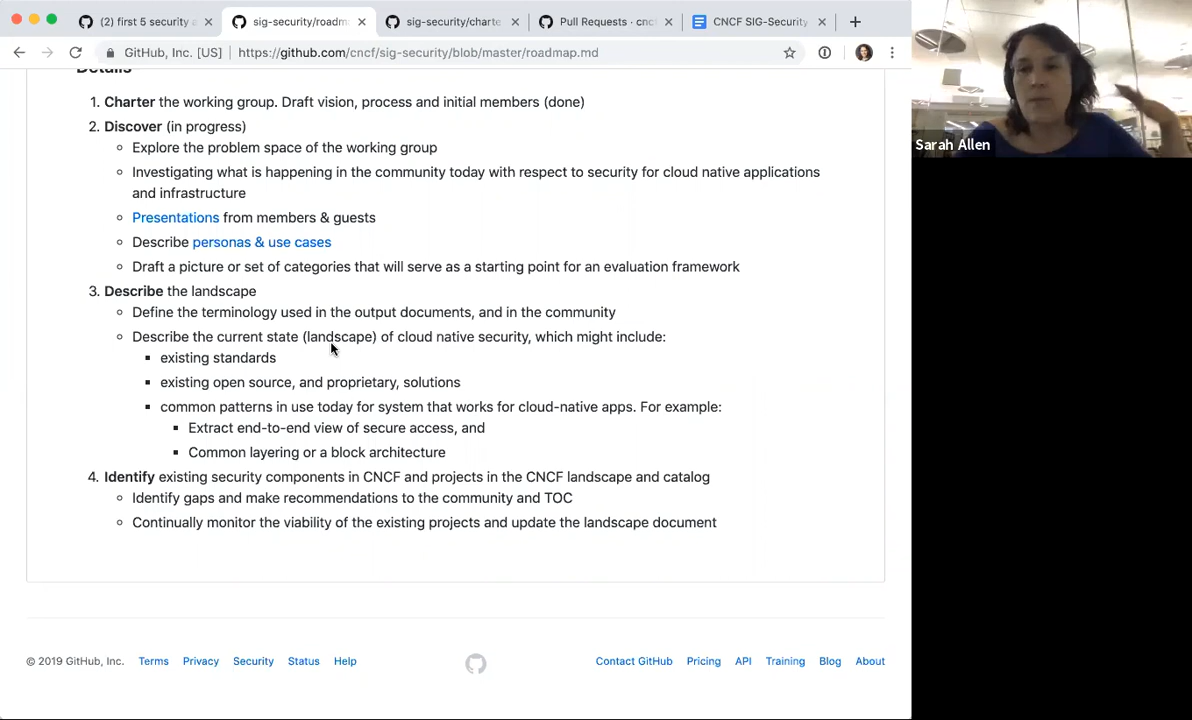 (2) first 5 security a
sig-security/roadm
sig-security/charte
Pull Requests · cnc
CNCF SIG-Security
GitHub, Inc. [US]
https://github.com/cncf/sig-security/blob/master/roadmap.md
Details
1. Charter the working group. Draft vision, process and initial members (done)
2. Discover (in progress)
Explore the problem space of the working group
Investigating what is happening in the community today with respect to security for cloud native applications
and infrastructure
Presentations from members & guests
Describe personas & use cases
Draft a picture or set of categories that will serve as a starting point for an evaluation framework
3. Describe the landscape
Define the terminology used in the output documents, and in the community
Describe the current state (landscape) of cloud native security, which might include:
existing standards
existing open source, and proprietary, solutions
common patterns in use today for system that works for cloud-native apps. For example:
Extract end-to-end view of secure access, and
Common layering or a block architecture
4. Identify existing security components in CNCF and projects in the CNCF landscape and catalog
Identify gaps and make recommendations to the community and TOC
Continually monitor the viability of the existing projects and update the landscape document
© 2019 GitHub, Inc. Terms Privacy Security Status Help
Contact GitHub Pricing API Training Blog About
Sarah Allen